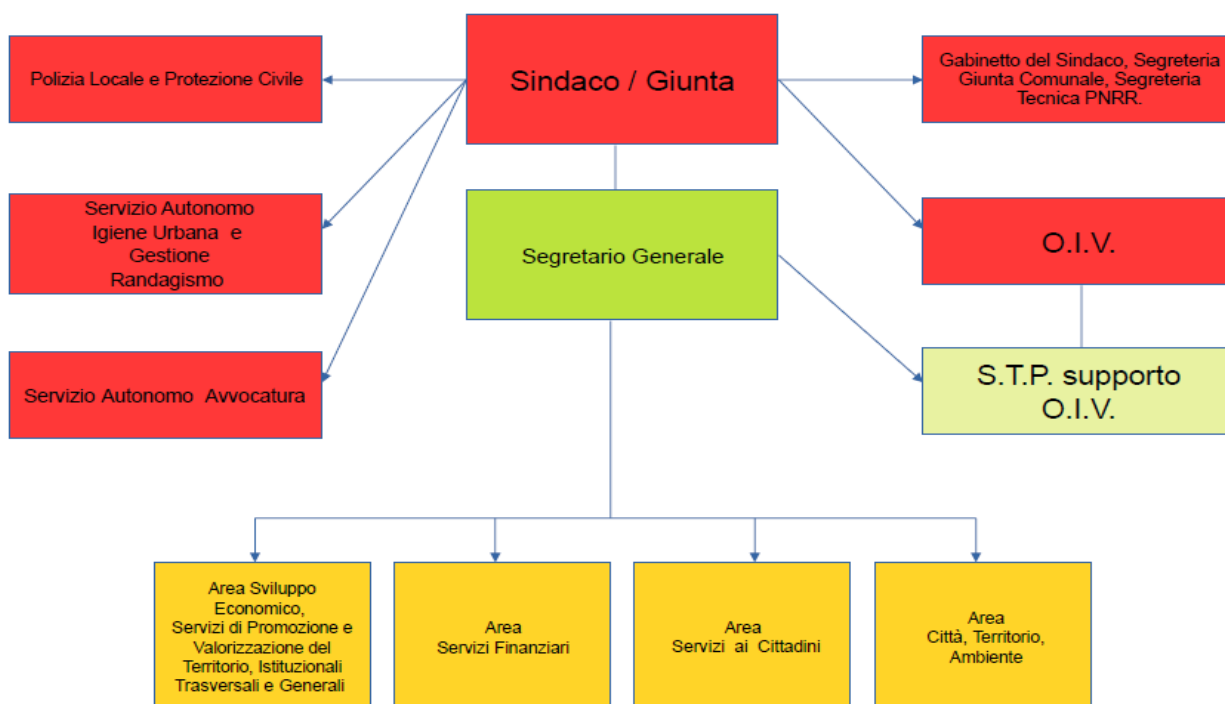 Polizia Locale e Protezione Civile
Sindaco / Giunta
Gabinetto del Sindaco, Segreteria
Giunta Comunale, Segreteria
Tecnica PNRR.
Servizio Autonomo
Igiene Urbana e
Gestione
Randagismo
Segretario Generale
O.I.V.
Servizio Autonomo Avvocatura
S.T.P. supporto
O.I.V.
Area Sviluppo
Economico,
Servizi di Promozione e
Valorizzazione del
Territorio, Istituzionali
Trasversali e Generali
Area
Servizi Finanziari
Area
Servizi ai Cittadini
Area
Città, Territorio,
Ambiente